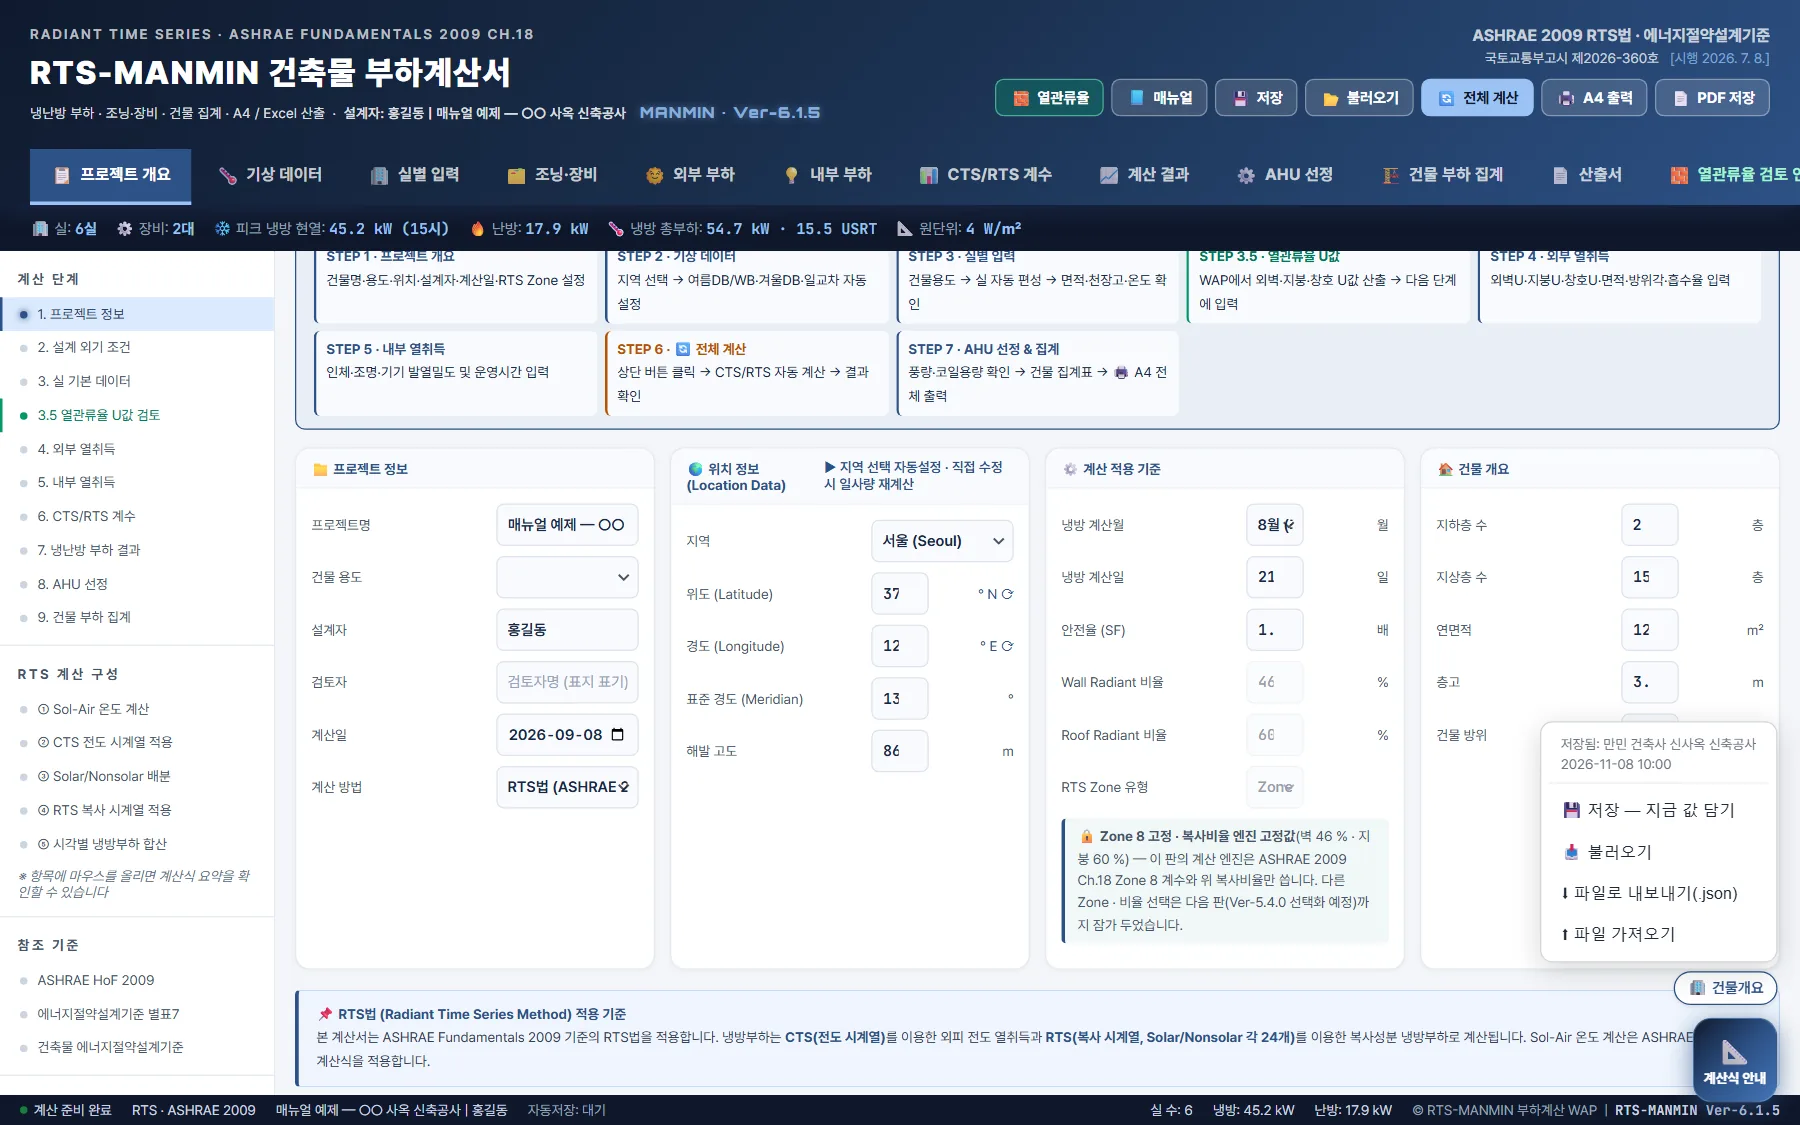 RADIANT TIME SERIES · ASHRAE FUNDAMENTALS 2009 CH.18
RTS-MANMIN 건축물 부하계산서
냉난방 부하 · 조닝·장비 · 건물 집계 · A4 / Excel 산출 · 설계자: 홍길동 | 매뉴얼 예제 — ○○ 사옥 신축공사 MANMIN · Ver-6.1.5
ASHRAE 2009 RTS법 · 에너지절약설계기준
국토교통부고시 제2026-360호 [시행 2026. 7. 8.]
열관류율
매뉴얼
저장
불러오기
전체 계산
A4 출력
PDF 저장
프로젝트 개요
기상 데이터
실별 입력
조닝·장비
외부 부하
내부 부하
CTS/RTS 계수
계산 결과
AHU 선정
건물 부하 집계
산출서
열관류율 검토
실: 6실 장비: 2대 피크 냉방 현열: 45.2 kW (15시) 난방: 17.9 kW 냉방 총부하: 54.7 kW · 15.5 USRT 원단위: 4 W/m²
계산 단계
1. 프로젝트 정보
2. 설계 외기 조건
3. 실 기본 데이터
3.5 열관류율 U값 검토
4. 외부 열취득
5. 내부 열취득
6. CTS/RTS 계수
7. 냉난방 부하 결과
8. AHU 선정
9. 건물 부하 집계
RTS 계산 구성
① Sol-Air 온도 계산
② CTS 전도 시계열 적용
③ Solar/Nonsolar 배분
④ RTS 복사 시계열 적용
⑤ 시각별 냉방부하 합산
※ 항목에 마우스를 올리면 계산식 요약을 확
인할 수 있습니다
참조 기준
ASHRAE HoF 2009
에너지절약설계기준 별표7
건축물 에너지절약설계기준
STEP 1 · 프로젝트 개요
건물명·용도·위치·설계자·계산일·RTS Zone 설정
STEP 2 · 기상 데이터
지역 선택 → 여름DB/WB·겨울DB·일교차 자동
설정
STEP 3 · 실별 입력
건물용도 → 실 자동 편성 → 면적·천장고·온도 확
인
STEP 3.5 · 열관류율 U값
WAP에서 외벽·지붕·창호 U값 산출 → 다음 단계
에 입력
STEP 4 · 외부 열취득
외벽U·지붕U·창호U·면적·방위각·흡수율 입력
STEP 5 · 내부 열취득
인체·조명·기기 발열밀도 및 운영시간 입력
STEP 6 · 전체 계산
상단 버튼 클릭 → CTS/RTS 자동 계산 → 결과
확인
STEP 7 · AHU 선정 & 집계
풍량·코일용량 확인 → 건물 집계표 → A4 전
체 출력
프로젝트 정보
프로젝트명 매뉴얼 예제 — ○○
건물 용도
설계자 홍길동
검토자 검토자명 (표지 표기)
계산일 2026-09-08
계산 방법 RTS법 (ASHRAE 2
위치 정보
(Location Data)
▶ 지역 선택 자동설정 · 직접 수정
시 일사량 재계산
지역 서울 (Seoul)
위도 (Latitude) 37 ° N ⟳
경도 (Longitude) 12 ° E ⟳
표준 경도 (Meridian) 13 °
해발 고도 86 m
계산 적용 기준
냉방 계산월 8월 ( 월
냉방 계산일 21 일
안전율 (SF) 1. 배
Wall Radiant 비율 46 %
Roof Radiant 비율 60 %
RTS Zone 유형 Zone
Zone 8 고정 · 복사비율 엔진 고정값(벽 46 % · 지
붕 60 %) — 이 판의 계산 엔진은 ASHRAE 2009
Ch.18 Zone 8 계수와 위 복사비율만 씁니다. 다른
Zone · 비율 선택은 다음 판(Ver-5.4.0 선택화 예정)까
지 잠가 두었습니다.
건물 개요
지하층 수 2 층
지상층 수 15 층
연면적 12 m²
층고 3. m
건물 방위
저장됨: 만민 건축사 신사옥 신축공사
2026-11-08 10:00
저장 — 지금 값 담기
불러오기
⬇ 파일로 내보내기(.json)
⬆ 파일 가져오기
건물개요
계산식 안내
RTS법 (Radiant Time Series Method) 적용 기준
본 계산서는 ASHRAE Fundamentals 2009 기준의 RTS법을 적용합니다. 냉방부하는 CTS(전도 시계열)를 이용한 외피 전도 열취득과 RTS(복사 시계열, Solar/Nonsolar 각 24개)를 이용한 복사성분 냉방부하로 계산됩니다. Sol-Air 온도 계산은 ASHRAE
계산식을 적용합니다.
계산 준비 완료 RTS · ASHRAE 2009 매뉴얼 예제 — ○○ 사옥 신축공사 | 홍길동 자동저장: 대기
실 수: 6 냉방: 45.2 kW 난방: 17.9 kW © RTS-MANMIN 부하계산 WAP | RTS-MANMIN Ver-6.1.5